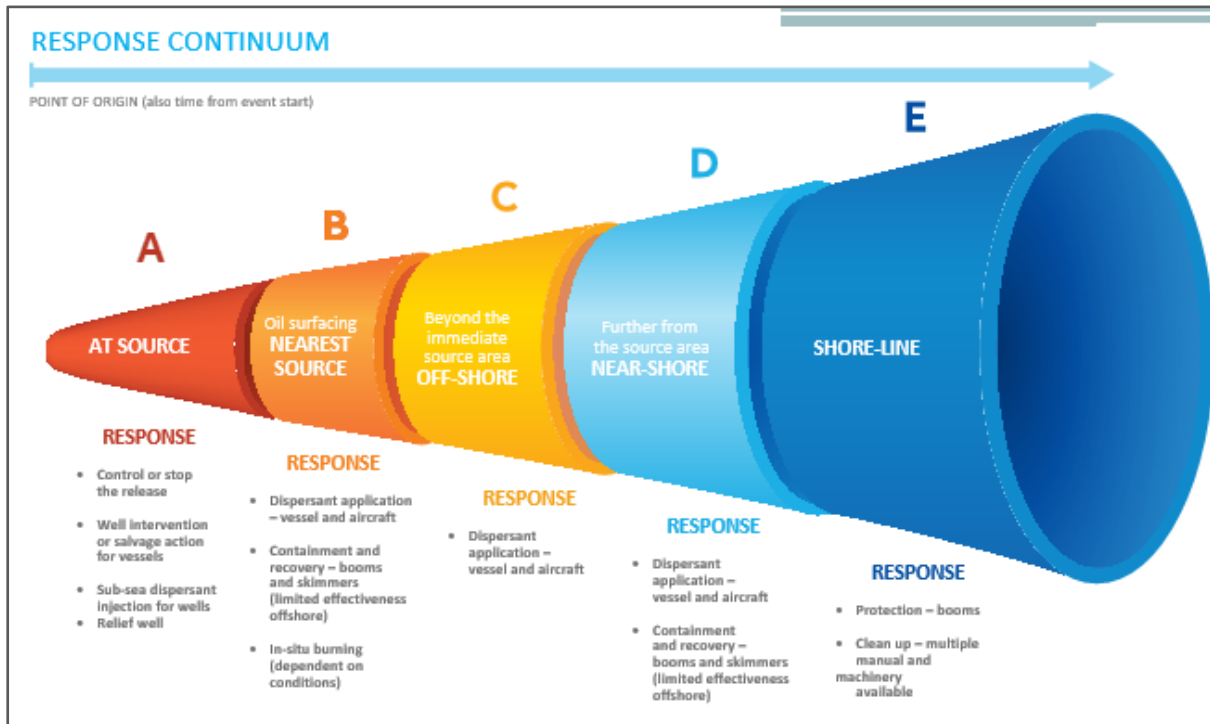 RESPONSE CONTINUUM
POINT OF ORIGIN (also time from event start)
A
B
C
D
E
AT SOURCE
Oil surfacing
NEAREST
SOURCE
Beyond the
immediate
source area
OFF-SHORE
Further from
the source area
NEAR-SHORE
SHORE-LINE
RESPONSE
• Control or stop
the release
• Well intervention
or salvage action
for vessels
• Sub-sea dispersant
injection for wells
• Relief well
RESPONSE
• Dispersant application
– vessel and aircraft
• Containment and
recovery – booms
and skimmers
(limited effectiveness
offshore)
• In-situ burning
(dependent on
conditions)
RESPONSE
• Dispersant
application –
vessel and aircraft
RESPONSE
• Dispersant
application –
vessel and aircraft
• Containment
and recovery –
booms and skimmers
(limited effectiveness
offshore)
RESPONSE
• Protection – booms
• Clean up – multiple
manual and
machinery
available